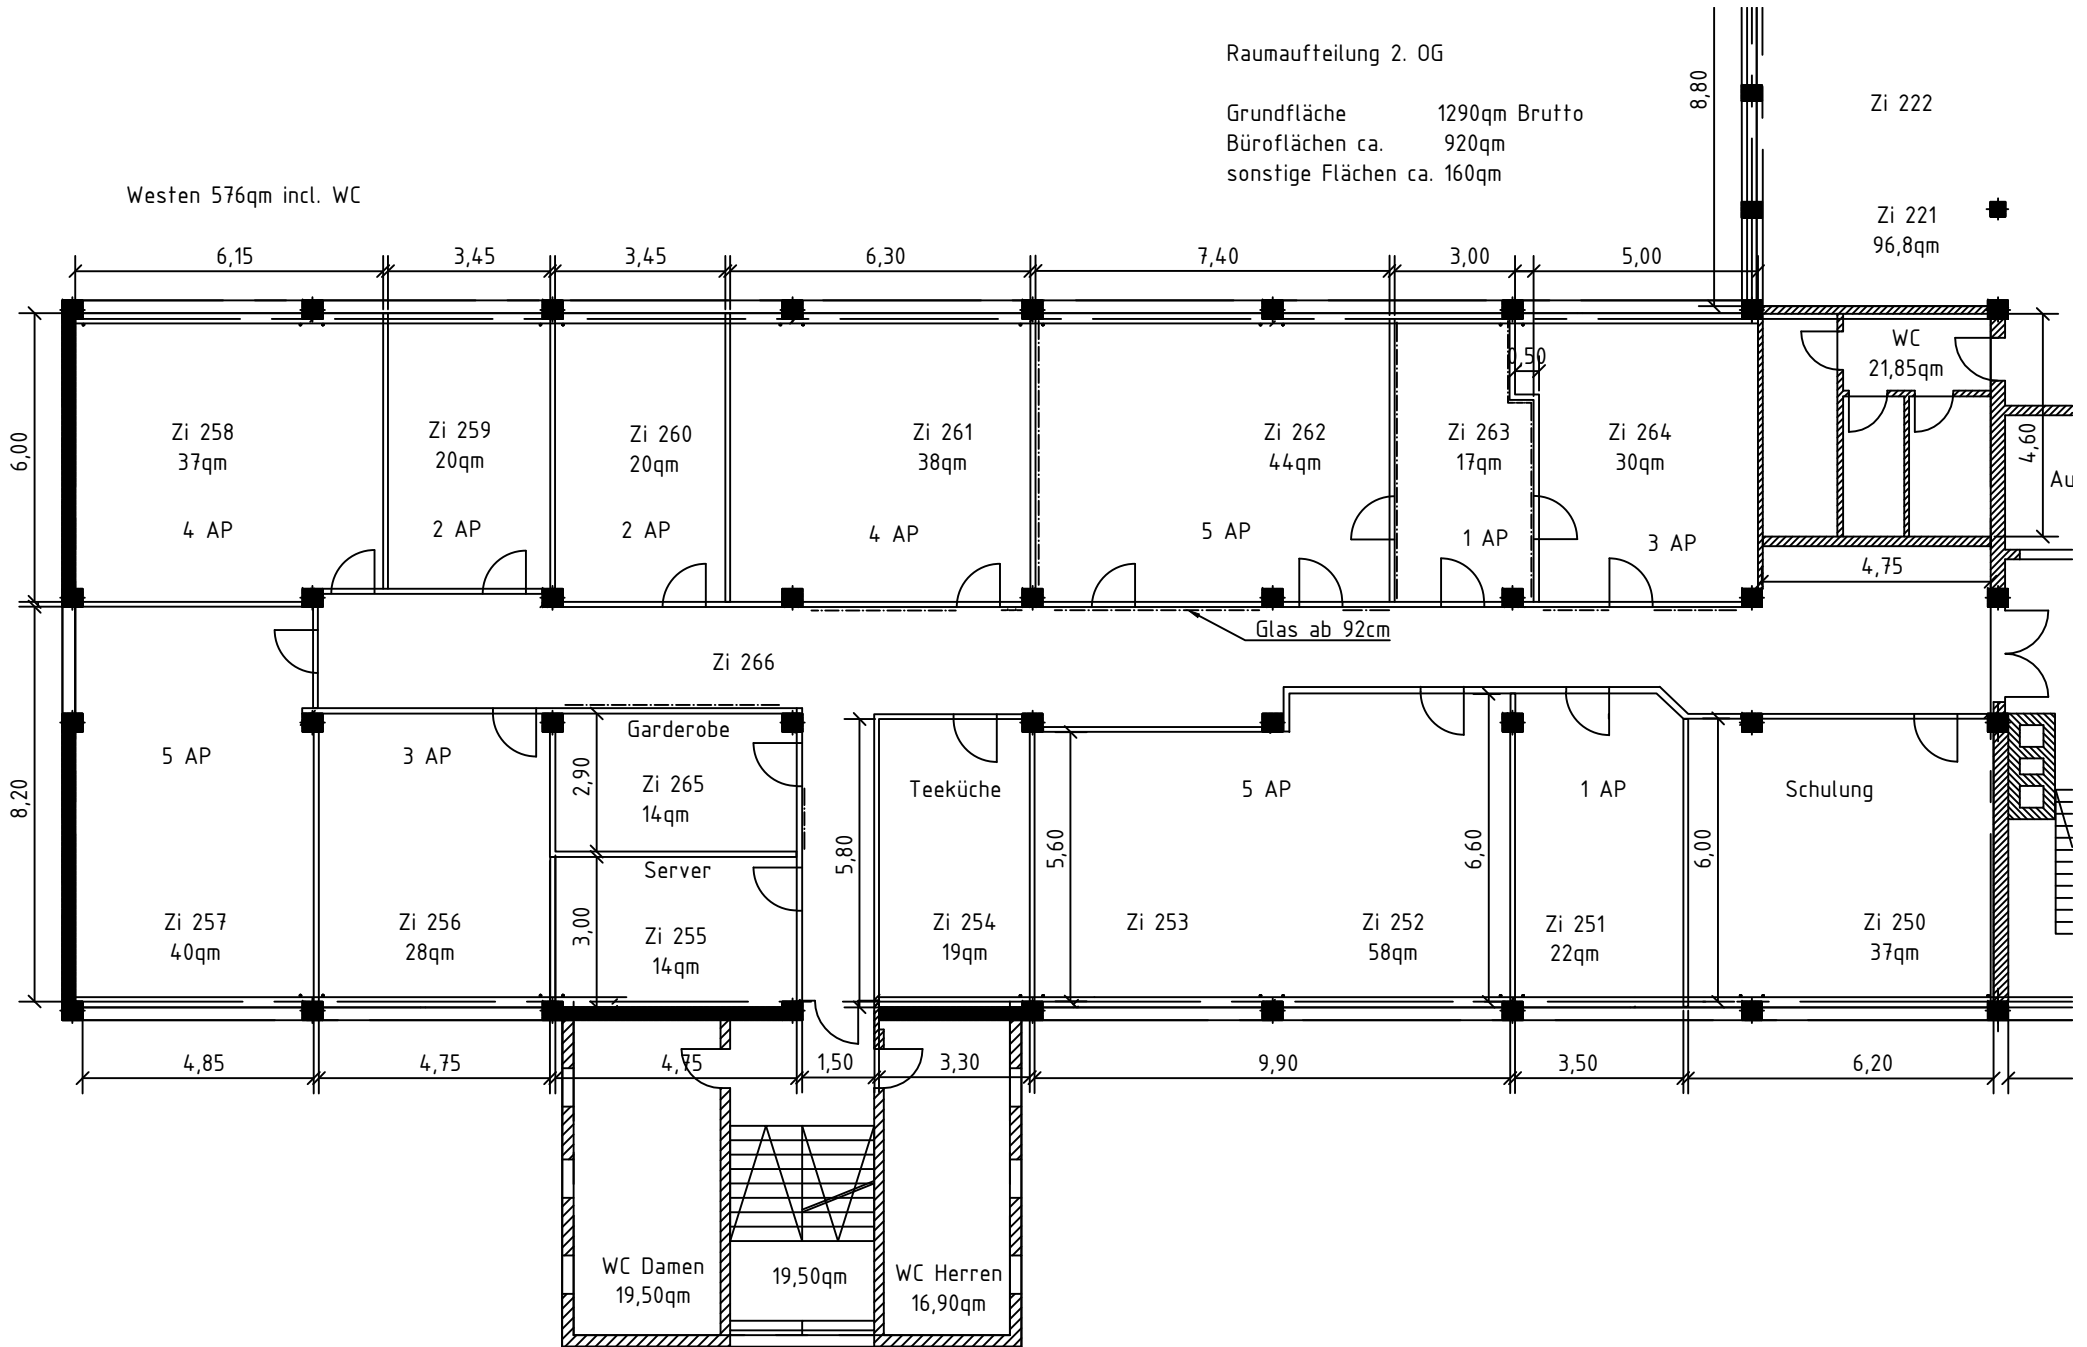 Raumaufteilung 2. OG
Grundfläche 1290qm Brutto
Büroflächen ca. 920qm
sonstige Flächen ca. 160qm
8,80
Zi 222
Zi 221
96,8qm
Westen 576qm incl. WC
6,15 3,45 3,45 6,30 7,40 3,00 5,00
0,50
WC
21,85qm
6,00
Zi 258
37qm
4 AP
Zi 259
20qm
2 AP
Zi 260
20qm
2 AP
Zi 261
38qm
4 AP
Zi 262
44qm
5 AP
Zi 263
17qm
1 AP
Zi 264
30qm
3 AP
4,60
Au
4,75
Glas ab 92cm
Zi 266
8,20
5 AP
Zi 257
40qm
3 AP
Zi 256
28qm
Garderobe
2,90
Zi 265
14qm
Server
3,00
Zi 255
14qm
5,80
Teeküche
Zi 254
19qm
5,60
5 AP
Zi 253
Zi 252
58qm
6,60
1 AP
Zi 251
22qm
6,00
Schulung
Zi 250
37qm
4,85 4,75 4,75 1,50 3,30 9,90 3,50 6,20
WC Damen
19,50qm
19,50qm
WC Herren
16,90qm